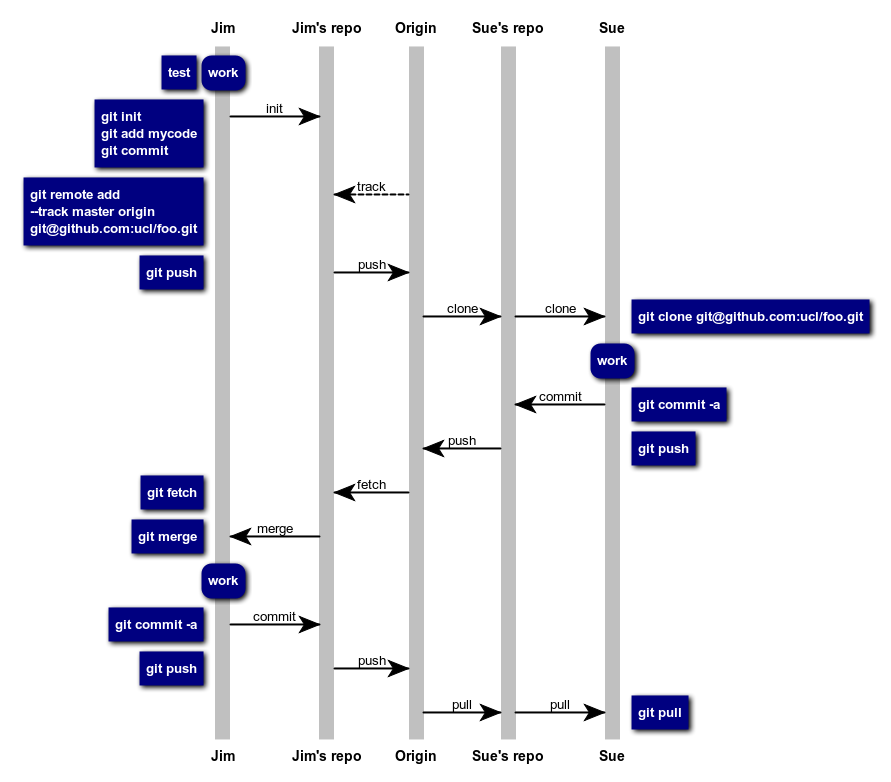 Jim Jim's repo Origin Sue's repo Sue
test work
init
git init
git add mycode
git commit
track
git remote add
--track master origin
git@github.com:ucl/foo.git
push
git push
clone clone
git clone git@github.com:ucl/foo.git
work
commit
git commit -a
push
git push
fetch
git fetch
merge
git merge
work
commit
git commit -a
push
git push
pull pull
git pull
Jim Jim's repo Origin Sue's repo Sue